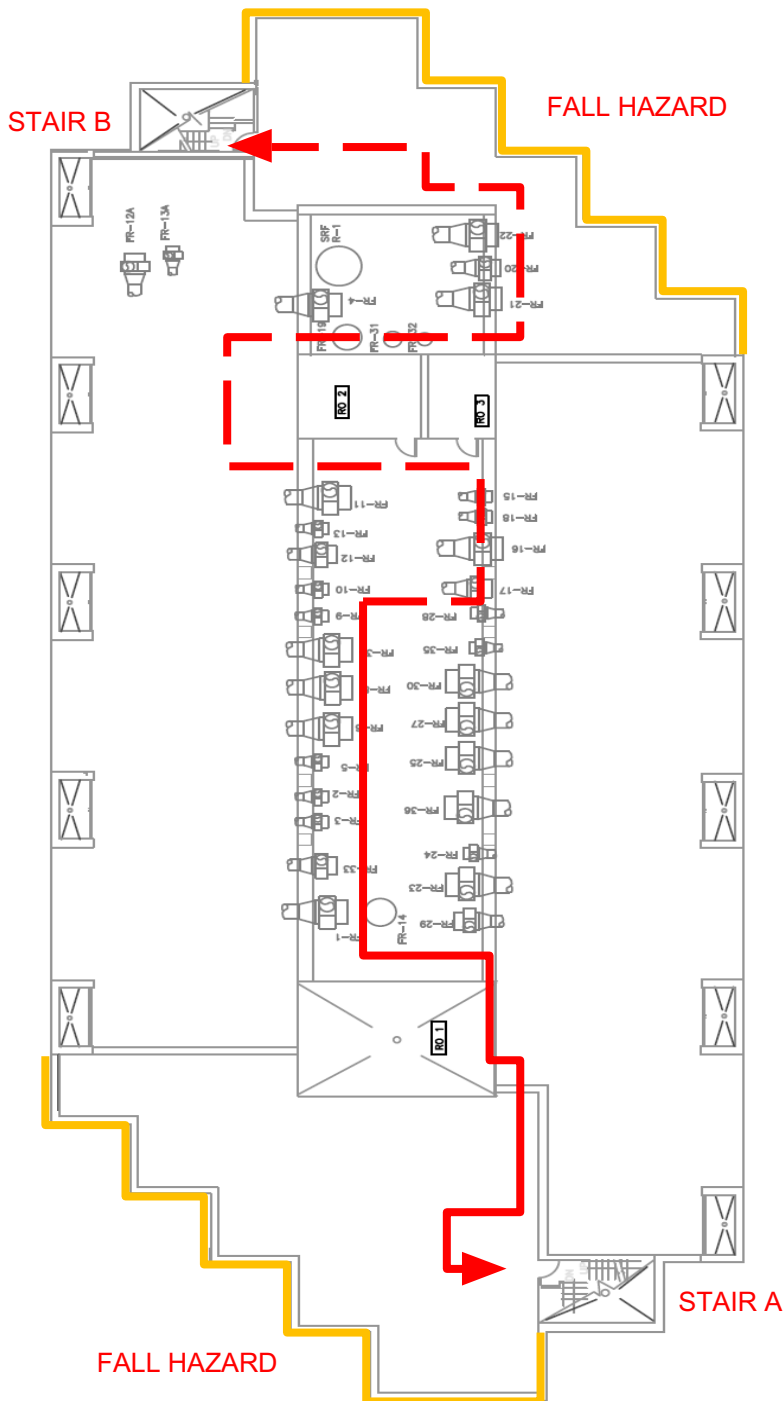 STAIR B
FALL HAZARD
FR-12A
FR-13A
SRF
R-1
FR-22
FR-20
FR-4
FR-21
FR-19
FR-31
FR-32
RO 2
RO 3
FR-11
FR-15
FR-13
FR-18
FR-12
FR-16
FR-10
FR-17
FR-9
FR-28
FR-35
FR-30
FR-27
FR-5
FR-25
FR-2
FR-36
FR-3
FR-24
FR-33
FR-23
FR-1
FR-14
FR-29
RO 1
STAIR A
FALL HAZARD